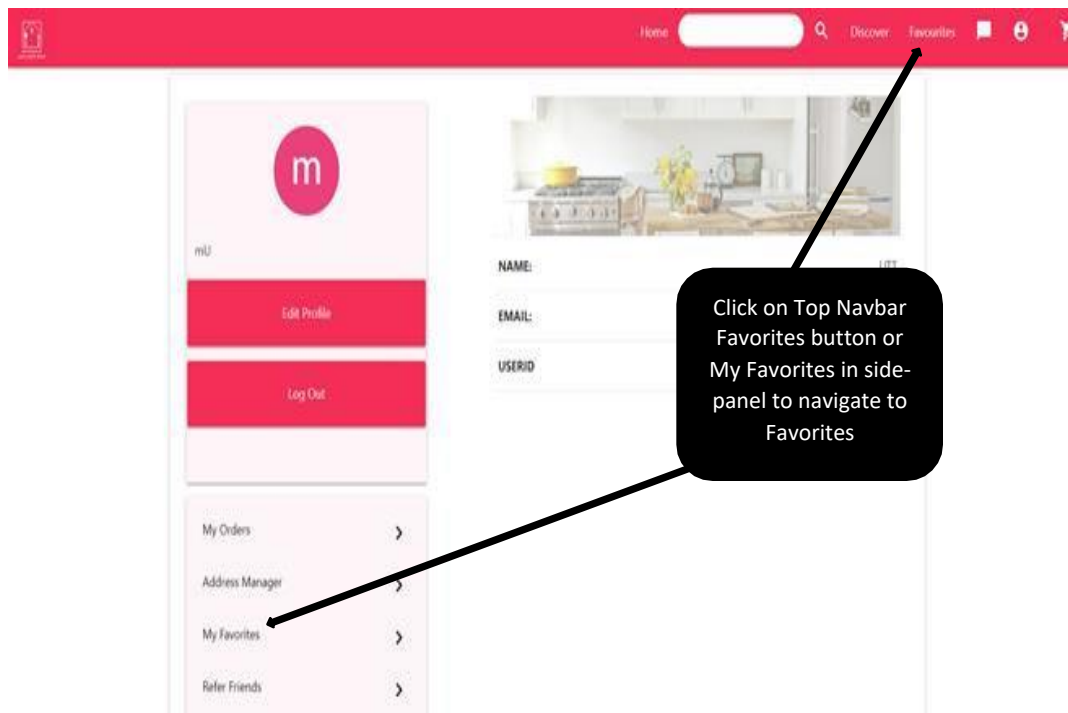 Home
Discover
Favourites
m
mU
Edit Profile
Log Out
NAME:
UTT
EMAIL:
USERID
Click on Top Navbar
Favorites button or
My Favorites in side-
panel to navigate to
Favorites
My Orders
Address Manager
My Favorites
Refer Friends